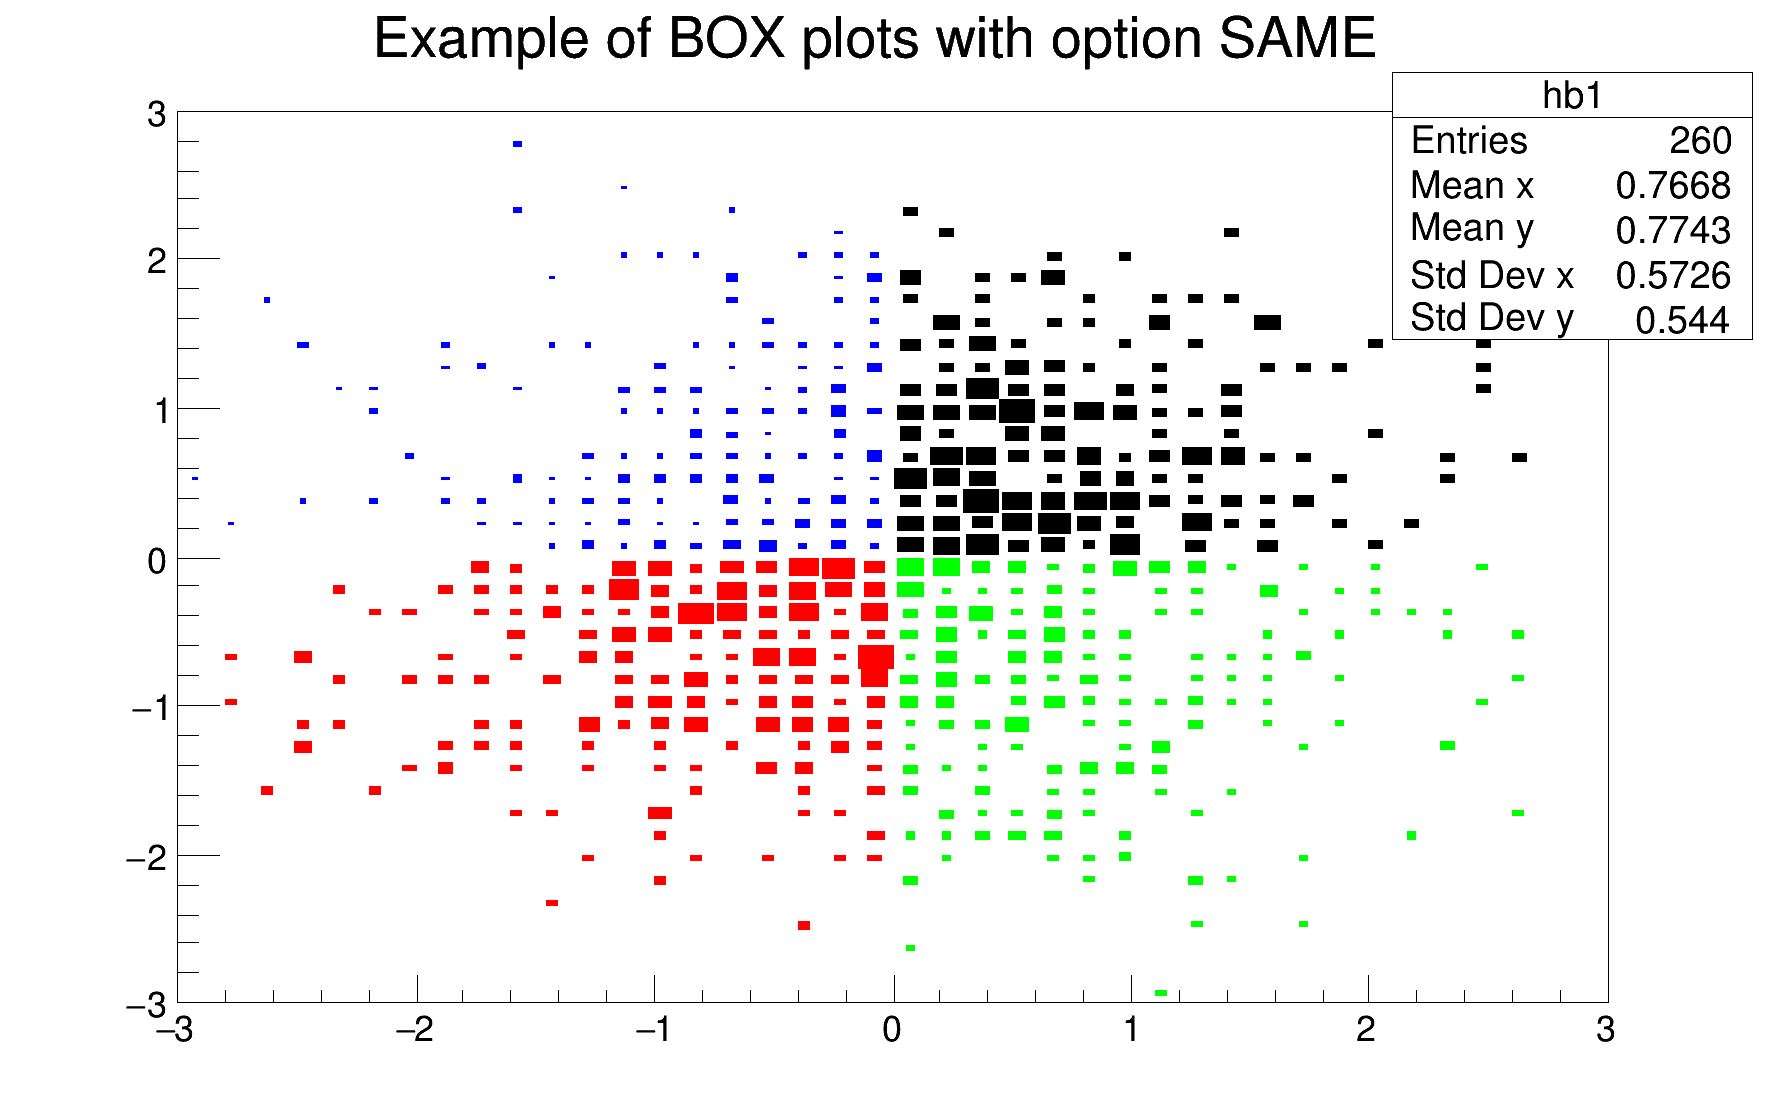 Example of BOX plots with option SAME
hb1
Entries 260
Mean x 0.7668
Mean y 0.7743
Std Dev x 0.5726
Std Dev y 0.544
3
2
1
0
−1
−2
−3
−3 −2 −1 0 1 2 3